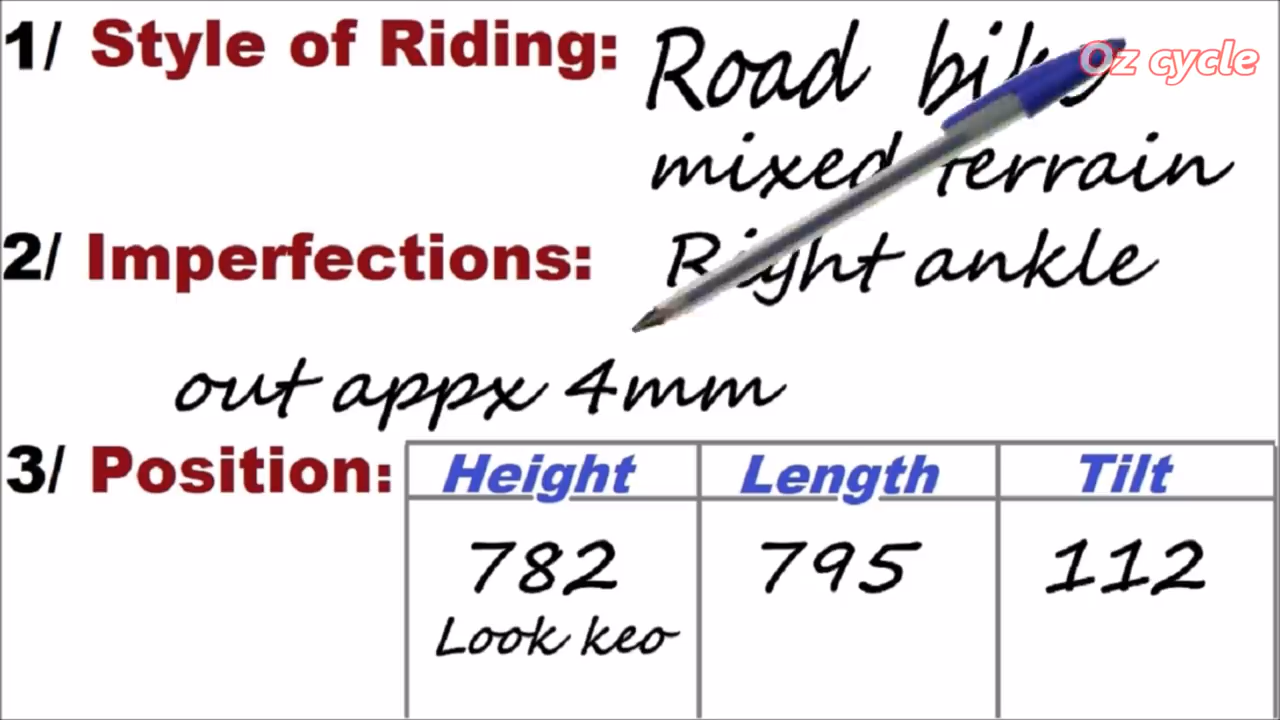 1/ Style of Riding: Road bike
Oz cycle
mixed terrain
2/ Imperfections: Right ankle
out appx 4mm
3/ Position: Height Length Tilt
782 795 112
Look keo